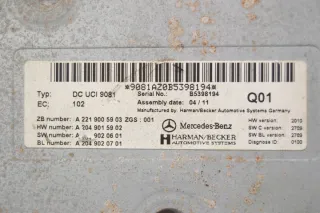 *9081AZ0B5398194*
Typ: DC UCI 9081 Serial No.: B5398194
EC: 102 Assembly date: 04 / 11 Q01
Manufactured by: Harman/Becker Automotive Systems Germany
ZB number: A 221 900 59 03 ZGS : 001
HW number: A 204 901 59 02 Mercedes-Benz HW version: 2010
SW number: A 902 06 01 HARMAN/BECKER SW C version: 2789
BL number: A 204 902 07 01 AUTOMOTIVE SYSTEMS SW BL version:
Diagnose ID: 0100